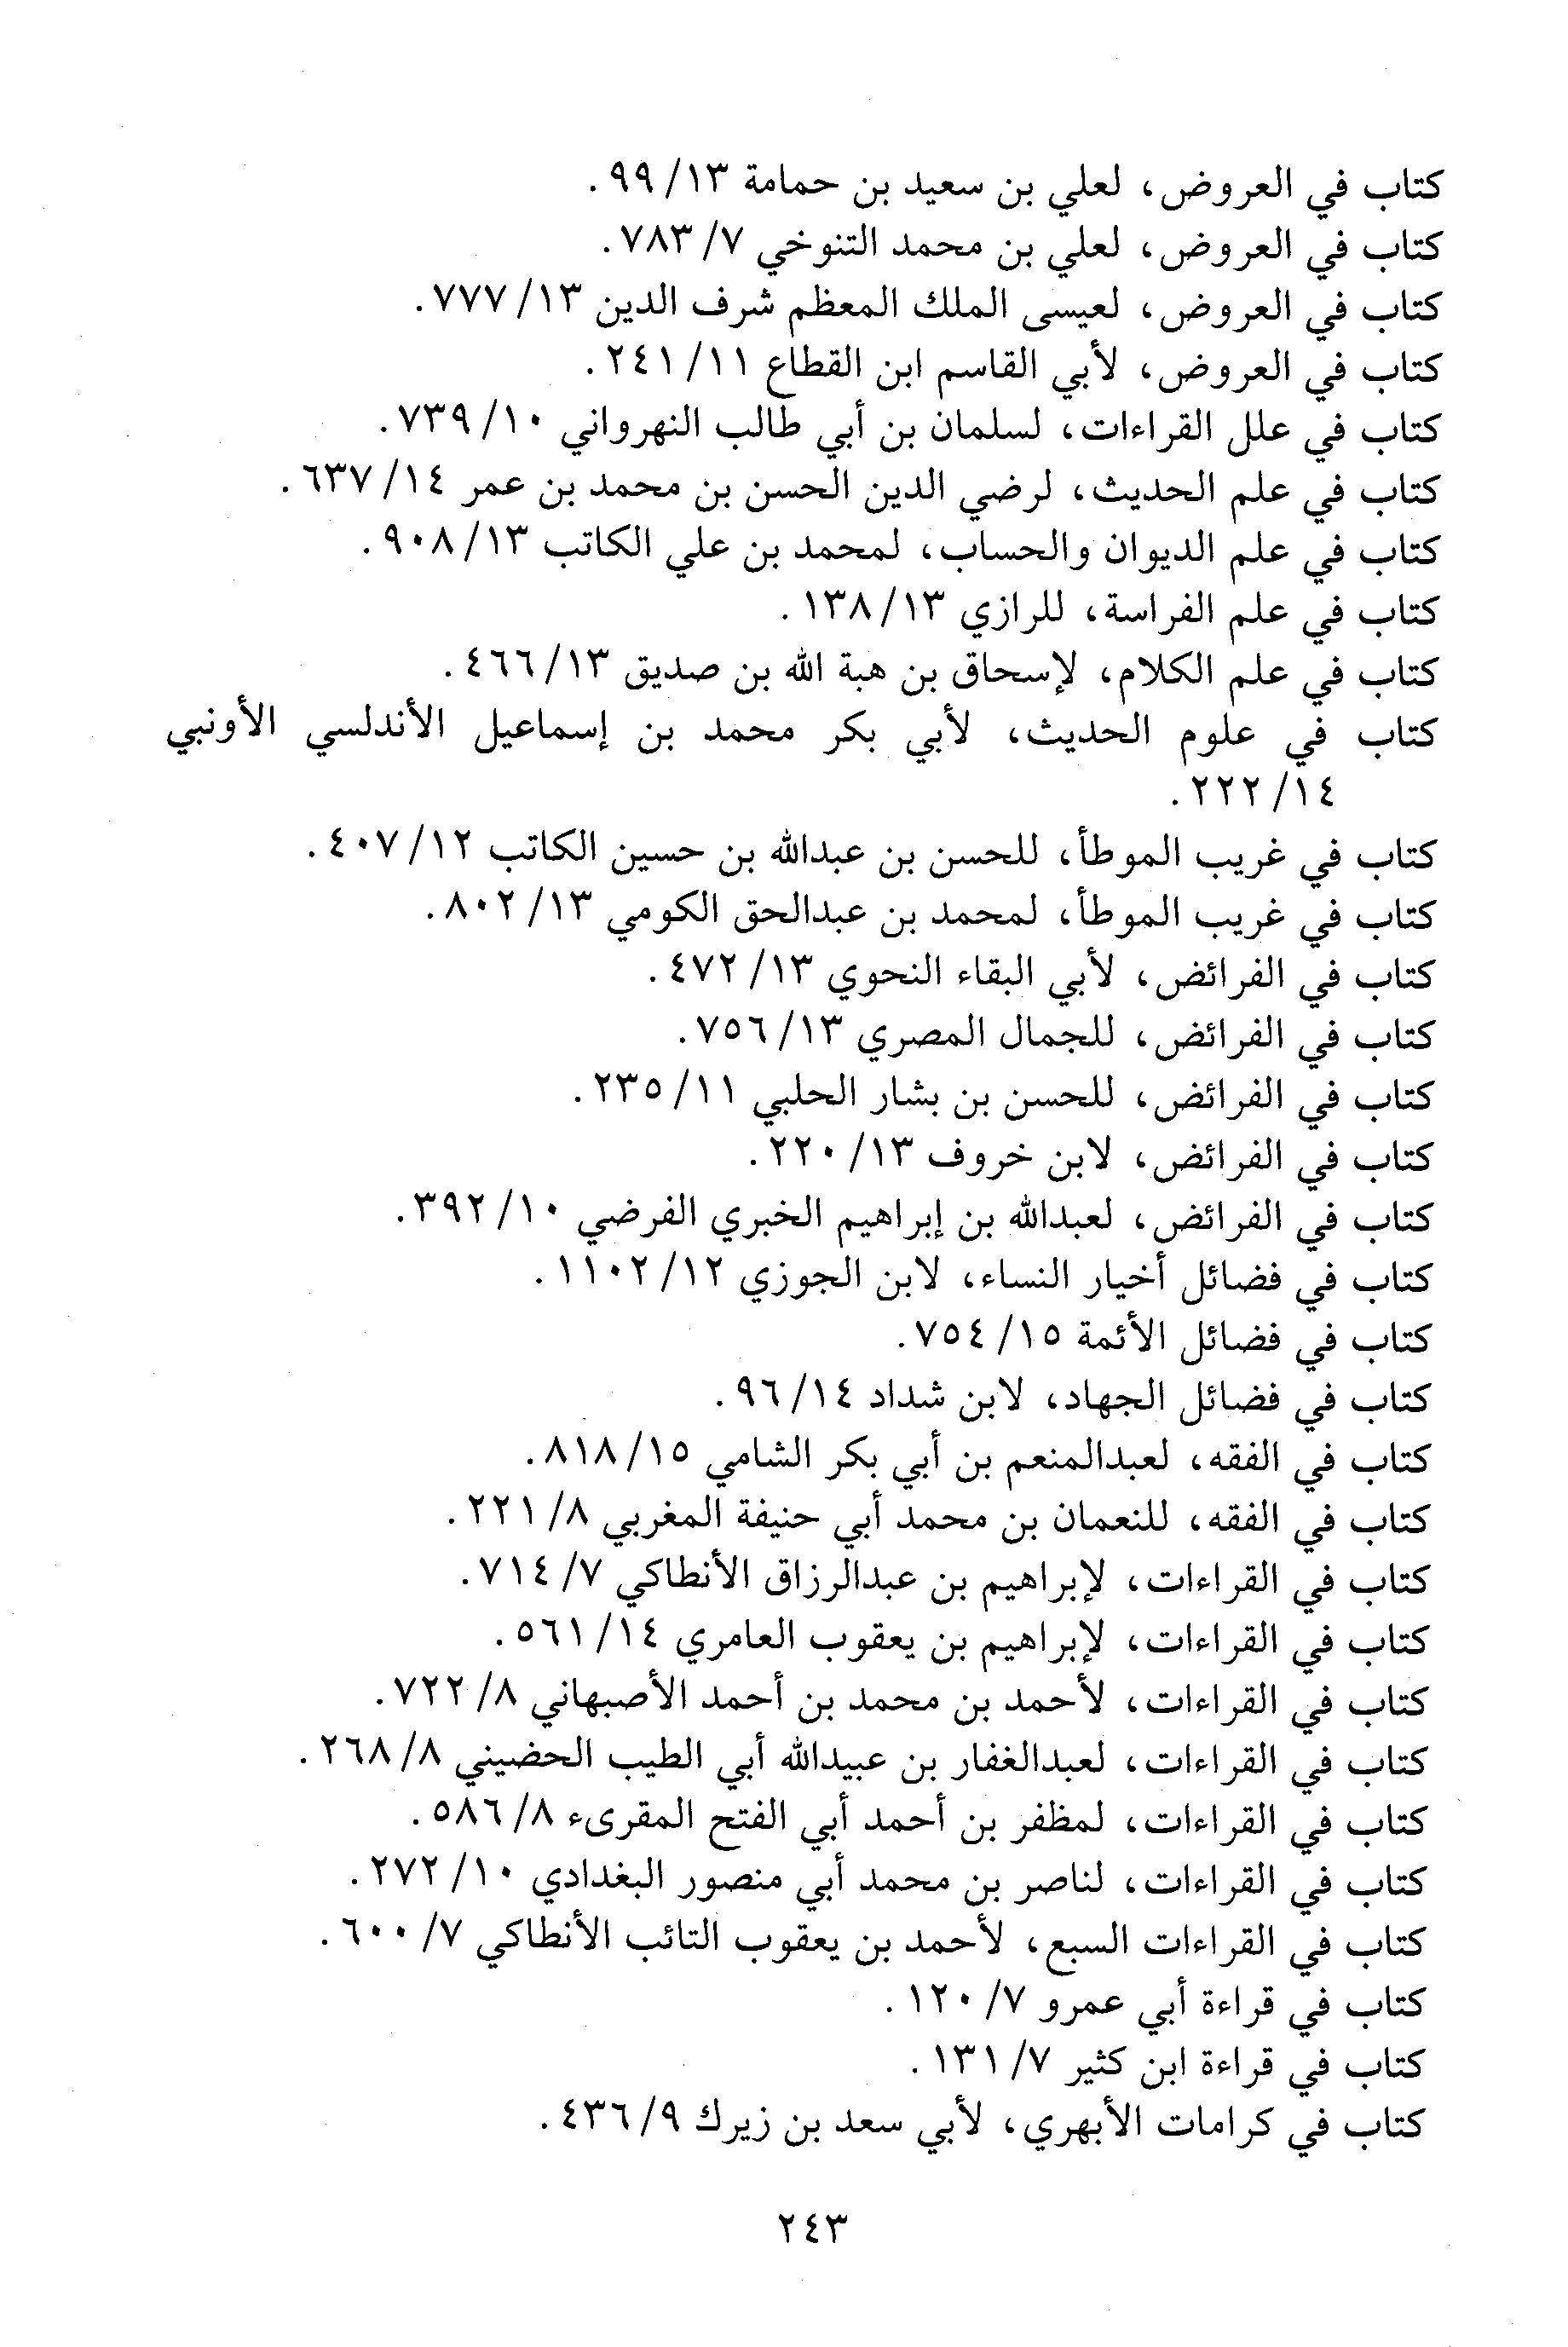 كتاب في العروض، لعلي بن سعيد بن حمامة ١٣/ ٩٩.
كتاب في العروض، لعلي بن محمد التنوخي ٧/ ٧٨٣.
كتاب في العروض، لعيسى الملك المعظم شرف الدين ١٣/ ٧٧٧.
كتاب في العروض، لأبي القاسم ابن القطاع ١١/ ٢٤١.
كتاب في علل القراءات، لسلمان بن أبي طالب النهرواني ١٠/ ٧٣٩.
كتاب في علم الحديث، لرضي الدين الحسن بن محمد بن عمر ١٤/ ٦٣٧.
كتاب في علم الديوان والحساب، لمحمد بن علي الكاتب ١٣/ ٩٠٨.
كتاب في علم الفراسة، للرازي ١٣/ ١٣٨.
كتاب في علم الكلام، لإسحاق بن هبة الله بن صديق ١٣/ ٤٦٦.
كتاب في علوم الحديث، لأبي بكر محمد بن إسماعيل الأندلسي الأونبي
١٤/ ٢٢٢.
كتاب في غريب الموطأ، للحسن بن عبدالله بن حسين الكاتب ١٢/ ٤٠٧.
كتاب في غريب الموطأ، لمحمد بن عبدالحق الكومي ١٣/ ٨٠٢.
كتاب في الفرائض، لأبي البقاء النحوي ١٣/ ٤٧٢.
كتاب في الفرائض، للجمال المصري ١٣/ ٧٥٦.
كتاب في الفرائض، للحسن بن بشار الحلبي ١١/ ٢٣٥.
كتاب في الفرائض، لابن خروف ١٣/ ٢٢٠.
كتاب في الفرائض، لعبدالله بن إبراهيم الخبري الفرضي ١٠/ ٣٩٢.
كتاب في فضائل أخيار النساء، لابن الجوزي ١٢/ ١١٠٢.
كتاب في فضائل الأئمة ١٥/ ٧٥٤.
كتاب في فضائل الجهاد، لابن شداد ١٤/ ٩٦.
كتاب في الفقه، لعبدالمنعم بن أبي بكر الشامي ١٥/ ٨١٨.
كتاب في الفقه، للنعمان بن محمد أبي حنيفة المغربي ٨/ ٢٢١.
كتاب في القراءات، لإبراهيم بن عبدالرزاق الأنطاكي ٧/ ٧١٤.
كتاب في القراءات، لإبراهيم بن يعقوب العامري ١٤/ ٥٦١.
كتاب في القراءات، لأحمد بن محمد بن أحمد الأصبهاني ٨/ ٧٢٢.
كتاب في القراءات، لعبدالغفار بن عبيدالله أبي الطيب الحضيني ٨/ ٢٦٨.
كتاب في القراءات، لمظفر بن أحمد أبي الفتح المقرىء ٨/ ٥٨٦.
كتاب في القراءات، لناصر بن محمد أبي منصور البغدادي ١٠/ ٢٧٢.
كتاب في القراءات السبع، لأحمد بن يعقوب التائب الأنطاكي ٧/ ٦٠٠.
كتاب في قراءة أبي عمرو ٧/ ١٢٠.
كتاب في قراءة ابن كثير ٧/ ١٣١.
كتاب في كرامات الأبهري، لأبي سعد بن زيرك ٩/ ٤٣٦.
٢٤٣